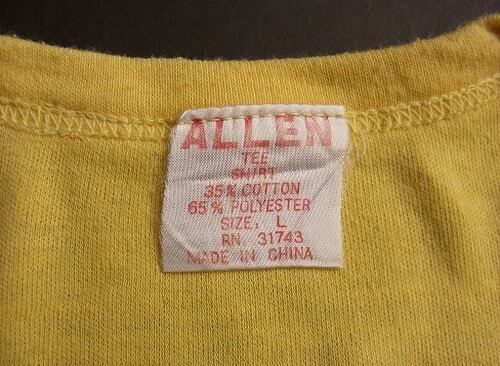 ALLEN
TEE
SHIRT
35% COTTON
65% POLYESTER
SIZE, L
RN, 31743
MADE IN CHINA